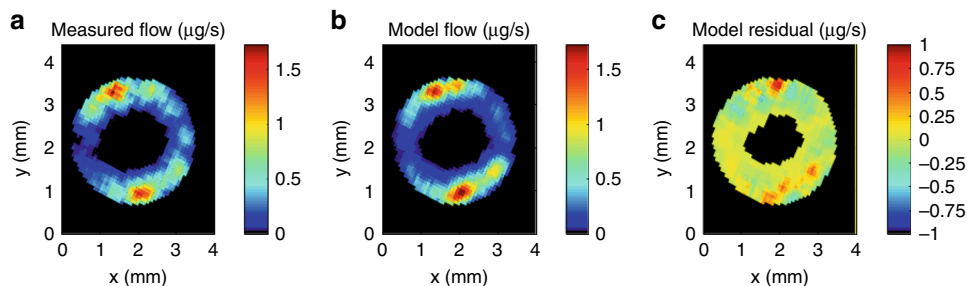 a
Measured flow (μg/s)
y (mm)
4
3
2
1
0
0 1 2 3 4
x (mm)
1.5
1
0.5
0
b
Model flow (μg/s)
y (mm)
4
3
2
1
0
0 1 2 3 4
x (mm)
1.5
1
0.5
0
c
Model residual (μg/s)
y (mm)
4
3
2
1
0
0 1 2 3 4
x (mm)
1
0.75
0.5
0.25
0
–0.25
–0.5
–0.75
–1